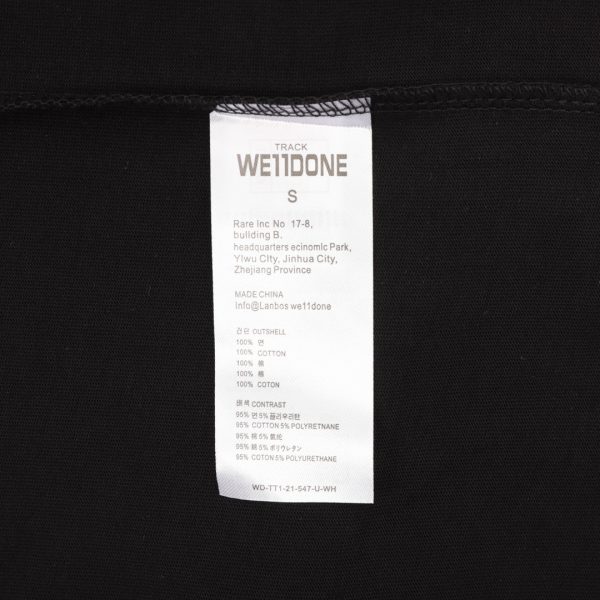 TRACK
WE11DONE
S
Rare Inc No 17-8,
building B.
headquarters ecinomic Park,
Yiwu City, Jinhua City,
Zhejiang Province
MADE CHINA
Info@Lanbos we11done
겉감 OUTSHELL
100% 면
100% COTTON
100% 棉
100% 棉
100% COTON
배색 CONTRAST
95% 면 5% 폴리우리탄
95% COTTON 5% POLYRETNANE
95% 棉 5% 氨纶
95% 綿 5% ポリウレタン
95% COTON 5% POLYURETHANE
WD-TT1-21-547-U-WH